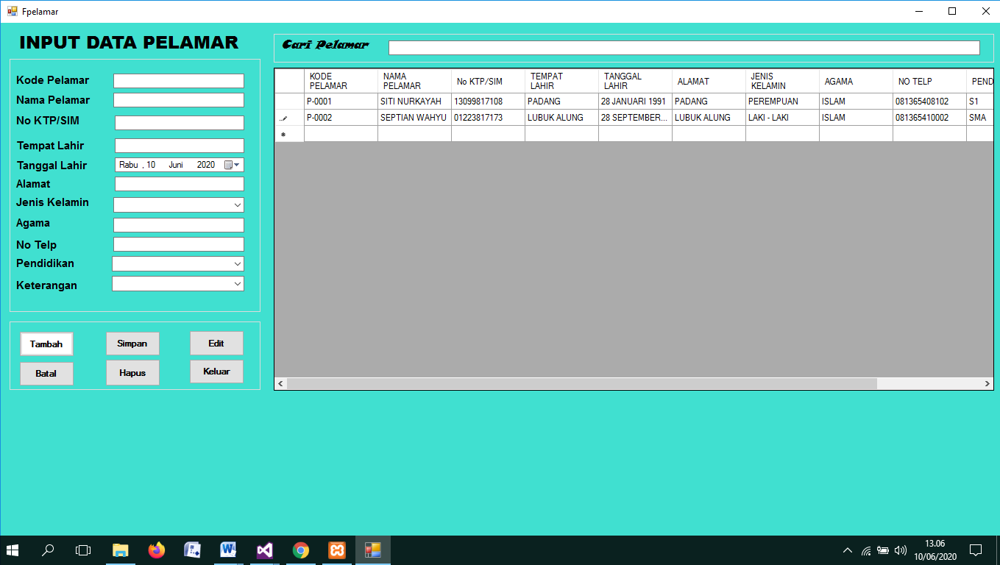 Fpelamar
INPUT DATA PELAMAR
Kode Pelamar
Nama Pelamar
No KTP/SIM
Tempat Lahir
Tanggal Lahir
Rabu , 10 Juni 2020
Alamat
Jenis Kelamin
Agama
No Telp
Pendidikan
Keterangan
Tambah Simpan Edit
Batal Hapus Keluar
Cari Pelamar
KODE PELAMAR NAMA PELAMAR No KTP/SIM TEMPAT LAHIR TANGGAL LAHIR ALAMAT JENIS KELAMIN AGAMA NO TELP PEND
P-0001 SITI NURKAYAH 13099817108 PADANG 28 JANUARI 1991 PADANG PEREMPUAN ISLAM 081365408102 S1
P-0002 SEPTIAN WAHYU 01223817173 LUBUK ALUNG 28 SEPTEMBER... LUBUK ALUNG LAKI - LAKI ISLAM 081365410002 SMA
13.06
10/06/2020